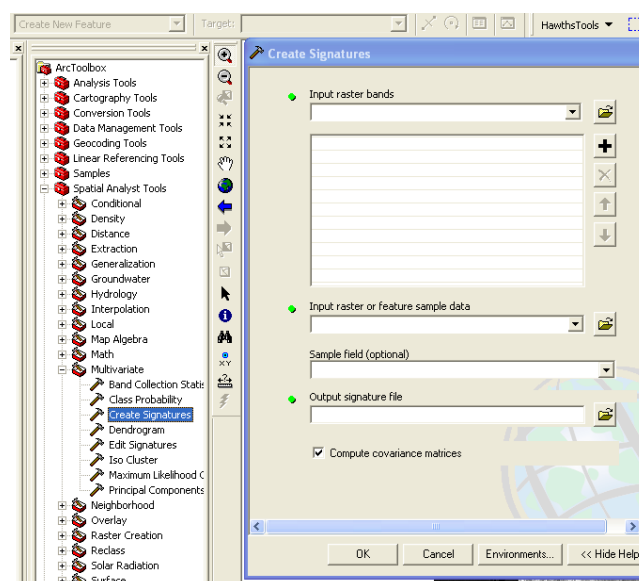 Create New Feature
Target:
HawthsTools
ArcToolbox
Analysis Tools
Cartography Tools
Conversion Tools
Data Management Tools
Geocoding Tools
Linear Referencing Tools
Samples
Spatial Analyst Tools
Conditional
Density
Distance
Extraction
Generalization
Groundwater
Hydrology
Interpolation
Local
Map Algebra
Math
Multivariate
Band Collection Statis
Class Probability
Create Signatures
Dendrogram
Edit Signatures
Iso Cluster
Maximum Likelihood C
Principal Components
Neighborhood
Overlay
Raster Creation
Reclass
Solar Radiation
Surface
XY
Create Signatures
Input raster bands
Input raster or feature sample data
Sample field (optional)
Output signature file
Compute covariance matrices
OK
Cancel
Environments...
<< Hide Help